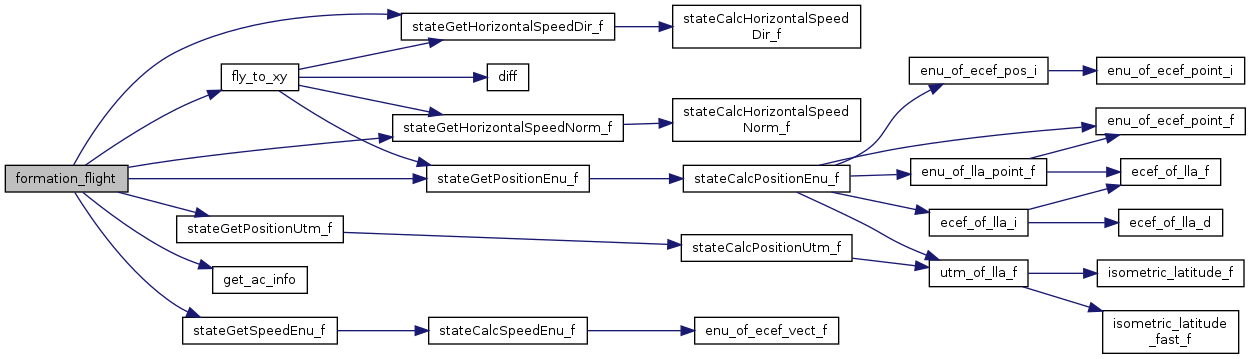 formation_flight
stateGetHorizontalSpeedDir_f
fly_to_xy
stateGetHorizontalSpeedNorm_f
stateGetPositionEnu_f
stateGetPositionUtm_f
get_ac_info
stateGetSpeedEnu_f
stateCalcHorizontalSpeed
Dir_f
diff
stateCalcHorizontalSpeed
Norm_f
stateCalcPositionEnu_f
stateCalcPositionUtm_f
stateCalcSpeedEnu_f
enu_of_ecef_vect_f
enu_of_ecef_pos_i
enu_of_lla_point_f
ecef_of_lla_i
utm_of_lla_f
enu_of_ecef_point_i
enu_of_ecef_point_f
ecef_of_lla_f
ecef_of_lla_d
isometric_latitude_f
isometric_latitude
_fast_f